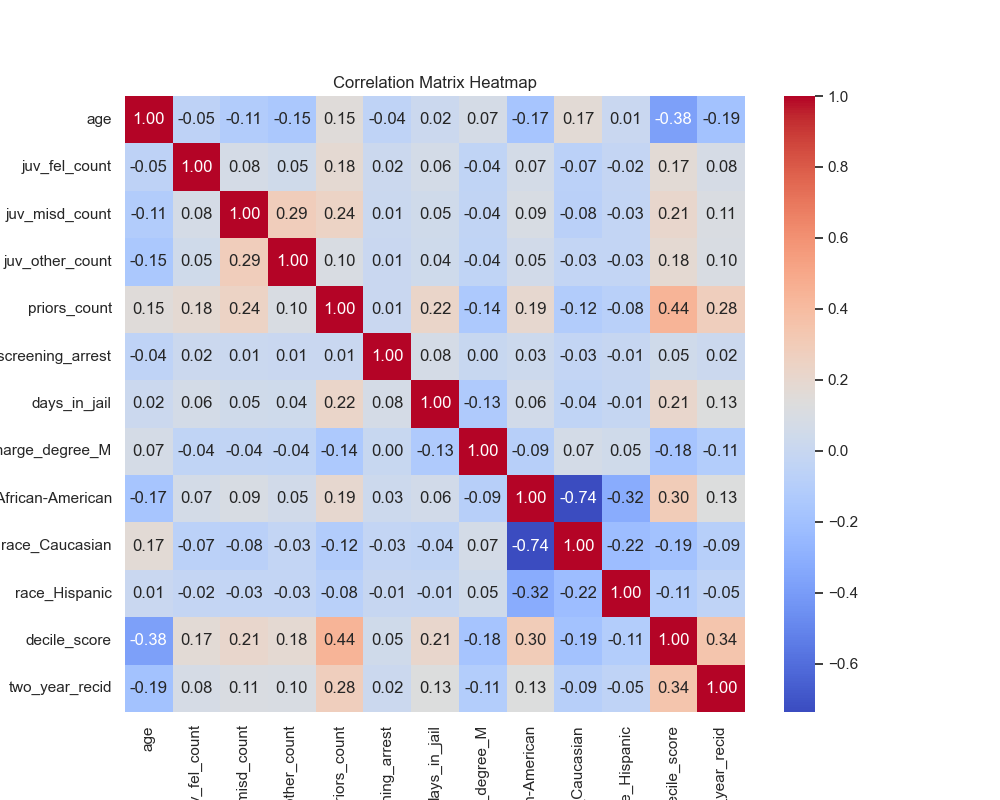 Correlation Matrix Heatmap
age 1.00 -0.05 -0.11 -0.15 0.15 -0.04 0.02 0.07 -0.17 0.17 0.01 -0.38 -0.19
juv_fel_count -0.05 1.00 0.08 0.05 0.18 0.02 0.06 -0.04 0.07 -0.07 -0.02 0.17 0.08
juv_misd_count -0.11 0.08 1.00 0.29 0.24 0.01 0.05 -0.04 0.09 -0.08 -0.03 0.21 0.11
juv_other_count -0.15 0.05 0.29 1.00 0.10 0.01 0.04 -0.04 0.05 -0.03 -0.03 0.18 0.10
priors_count 0.15 0.18 0.24 0.10 1.00 0.01 0.22 -0.14 0.19 -0.12 -0.08 0.44 0.28
screening_arrest -0.04 0.02 0.01 0.01 0.01 1.00 0.08 0.00 0.03 -0.03 -0.01 0.05 0.02
days_in_jail 0.02 0.06 0.05 0.04 0.22 0.08 1.00 -0.13 0.06 -0.04 -0.01 0.21 0.13
harge_degree_M 0.07 -0.04 -0.04 -0.04 -0.14 0.00 -0.13 1.00 -0.09 0.07 0.05 -0.18 -0.11
African-American -0.17 0.07 0.09 0.05 0.19 0.03 0.06 -0.09 1.00 -0.74 -0.32 0.30 0.13
race_Caucasian 0.17 -0.07 -0.08 -0.03 -0.12 -0.03 -0.04 0.07 -0.74 1.00 -0.22 -0.19 -0.09
race_Hispanic 0.01 -0.02 -0.03 -0.03 -0.08 -0.01 -0.01 0.05 -0.32 -0.22 1.00 -0.11 -0.05
decile_score -0.38 0.17 0.21 0.18 0.44 0.05 0.21 -0.18 0.30 -0.19 -0.11 1.00 0.34
two_year_recid -0.19 0.08 0.11 0.10 0.28 0.02 0.13 -0.11 0.13 -0.09 -0.05 0.34 1.00
age
v_fel_count
misd_count
other_count
riors_count
ning_arrest
days_in_jail
_degree_M
n-American
Caucasian
e_Hispanic
ecile_score
year_recid
1.0
0.8
0.6
0.4
0.2
0.0
−0.2
−0.4
−0.6